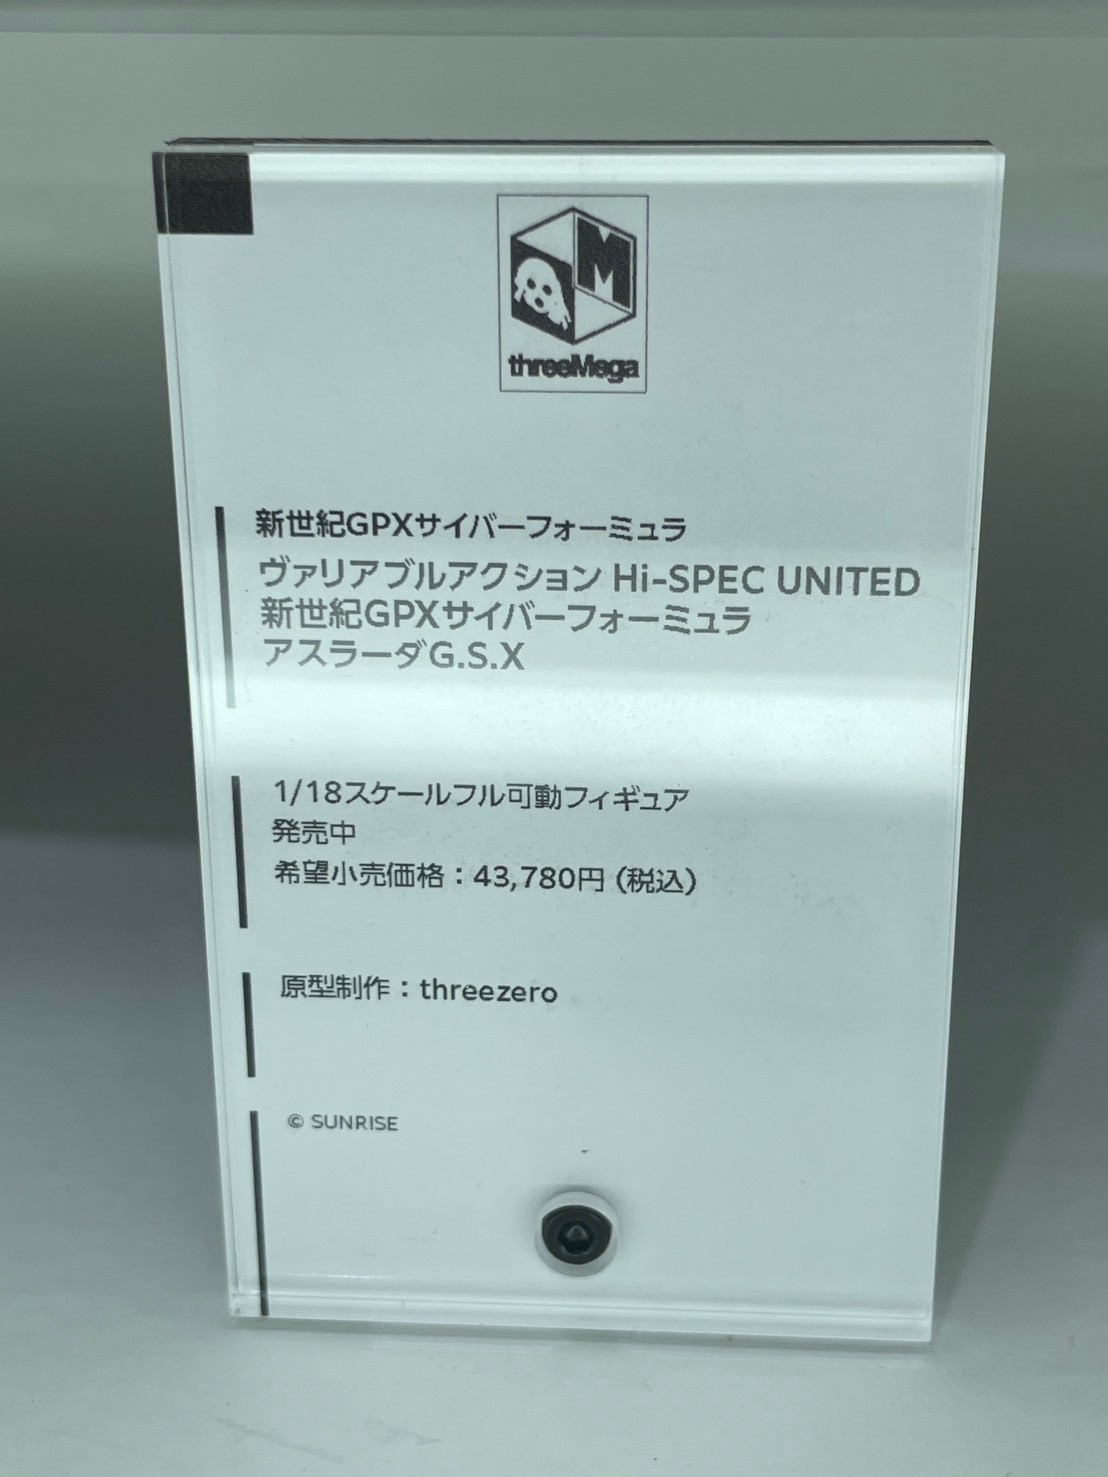 M
threeMega
新世紀GPXサイバーフォーミュラ
ヴァリアブルアクション Hi-SPEC UNITED
新世紀GPXサイバーフォーミュラ
アスラーダG.S.X
1/18スケールフル可動フィギュア
発売中
希望小売価格：43,780円（税込）
原型制作：threezero
© SUNRISE